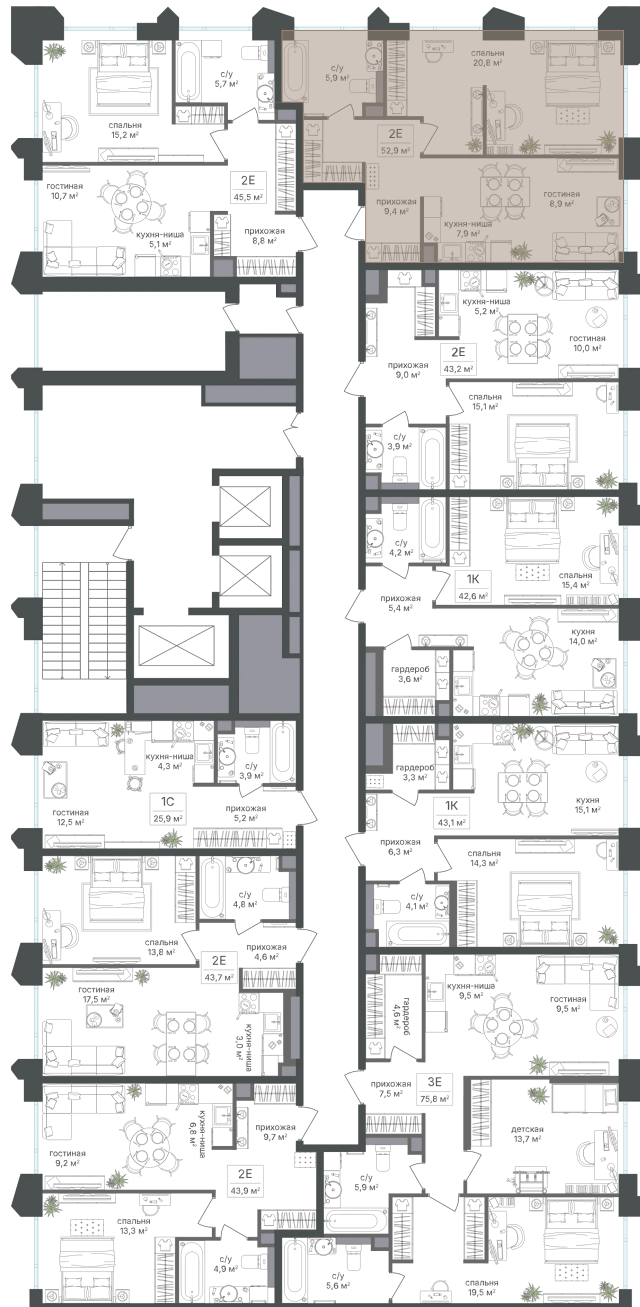 с/у
5,7 м²
спальня
15,2 м²
гостиная
10,7 м²
2Е
45,5 м²
кухня-ниша
5,1 м²
прихожая
8,8 м²
с/у
5,9 м²
спальня
20,8 м²
2Е
52,9 м²
прихожая
9,4 м²
гостиная
8,9 м²
кухня-ниша
7,9 м²
кухня-ниша
5,2 м²
гостиная
10,0 м²
2Е
43,2 м²
прихожая
9,0 м²
спальня
15,1 м²
с/у
3,9 м²
с/у
4,2 м²
спальня
15,4 м²
1К
42,6 м²
прихожая
5,4 м²
кухня
14,0 м²
гардероб
3,6 м²
кухня-ниша
4,3 м²
с/у
3,9 м²
1С
25,9 м²
гостиная
12,5 м²
прихожая
5,2 м²
гардероб
3,3 м²
1К
43,1 м²
кухня
15,1 м²
прихожая
6,3 м²
спальня
14,3 м²
с/у
4,1 м²
с/у
4,8 м²
спальня
13,8 м²
прихожая
4,6 м²
2Е
43,7 м²
гостиная
17,5 м²
кухня-ниша
3,0 м²
кухня-ниша
9,5 м²
гостиная
9,5 м²
гардероб
4,6 м²
прихожая
7,5 м²
3Е
75,8 м²
детская
13,7 м²
кухня-ниша
6,8 м²
гостиная
9,2 м²
прихожая
9,7 м²
2Е
43,9 м²
с/у
5,9 м²
спальня
13,3 м²
с/у
4,9 м²
с/у
5,6 м²
спальня
19,5 м²